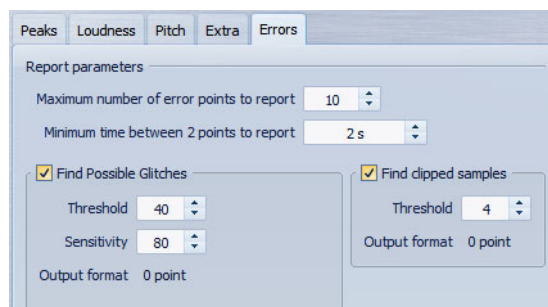 Peaks Loudness Pitch Extra Errors
Report parameters
Maximum number of error points to report 10
Minimum time between 2 points to report 2 s
Find Possible Glitches
Threshold 40
Sensitivity 80
Output format 0 point
Find clipped samples
Threshold 4
Output format 0 point